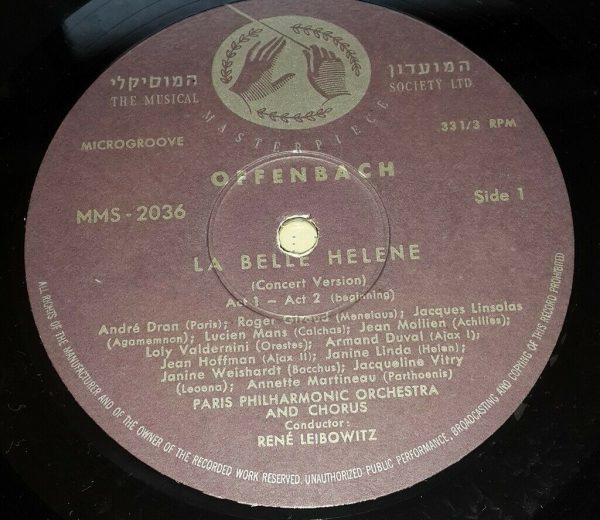 המוסיקלי המועדון
THE MUSICAL SOCIETY LTD.
MASTERPIECE
MICROGROOVE 33 1/3 RPM
OFFENBACH
MMS - 2036 Side 1
LA BELLE HELENE
(Concert Version)
Act 1 - Act 2 (beginning)
André Dran (Paris); Roger Giraud (Menelaus); Jacques Linsolas
(Agamemnon); Lucien Mans (Calchas); Jean Mollien (Achilles);
Loly Valdernini (Orestes); Armand Duval (Ajax I);
Jean Hoffman (Ajax II); Janine Linda (Helen);
Janine Weishardt (Bacchus); Jacqueline Vitry
(Leoena); Annette Martineau (Parthoenis)
PARIS PHILHARMONIC ORCHESTRA
AND CHORUS
Conductor:
RENÉ LEIBOWITZ
ALL RIGHTS OF THE MANUFACTURER AND OF THE OWNER OF THE RECORDED WORK RESERVED. UNAUTHORIZED PUBLIC PERFORMANCE, BROADCASTING AND COPYING OF THIS RECORD PROHIBITED